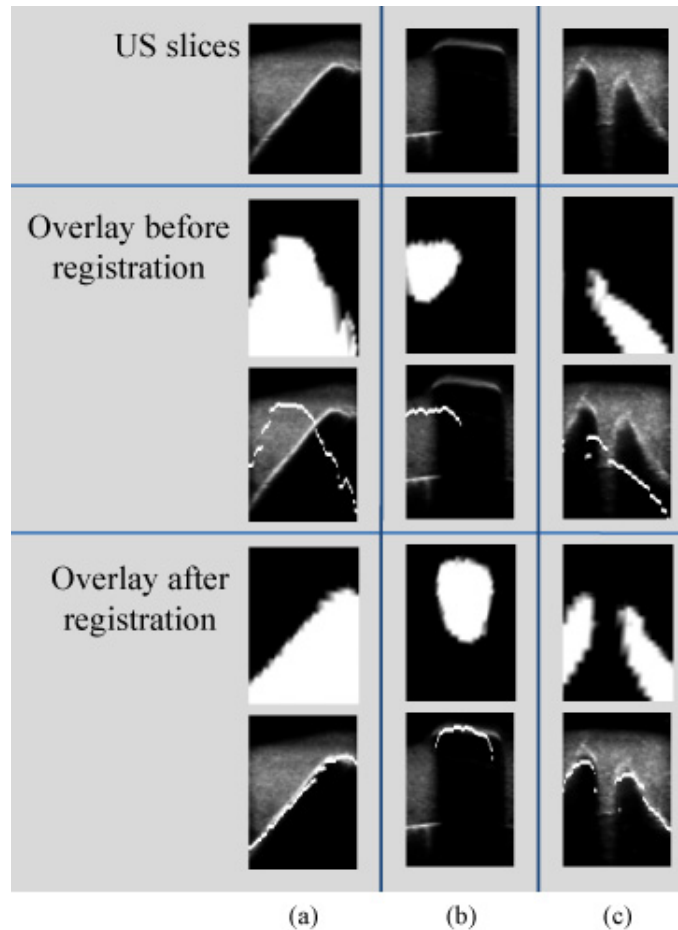 US slices
Overlay before
registration
Overlay after
registration
(a) (b) (c)